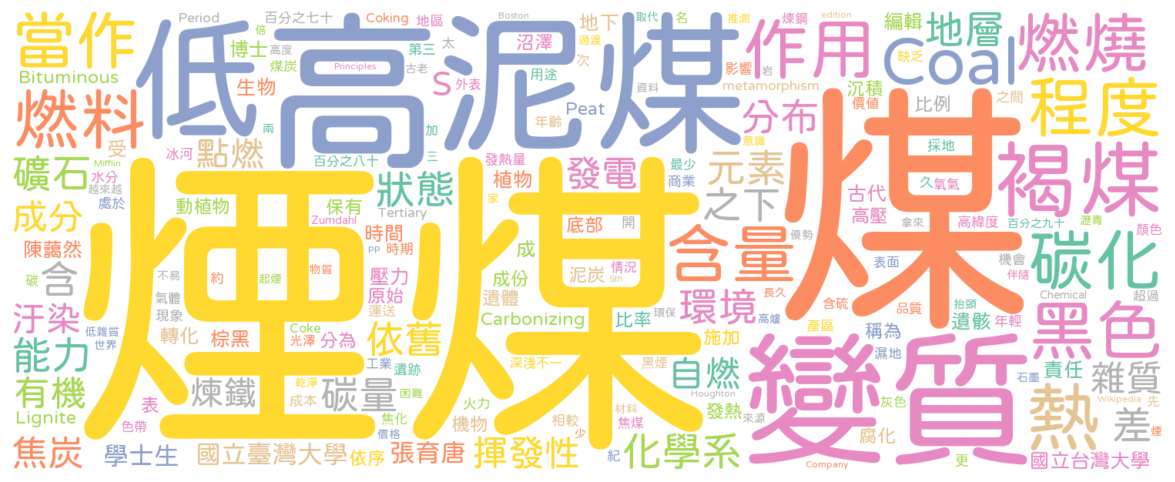 當作
低
高
泥煤
作用
Coal
地層
燃燒
Period
百分之七十
Coking
地區
Boston
取代
名
推測
煉鋼
edition
編輯
缺乏
倍
博士
高度
第三
太
沼澤
過渡
地下
Bituminous
煤炭
Principles
古老
S
外表
用途
次
岩
影響
metamorphism
沉積
價值
比例
之間
程度
燃料
生物
兩
加
年齡
Peat
資料
分布
意識
採地
褐煤
受
點燃
冰河
百分之八十
三
發熱量
最少
商業
元素
古代
久
氧氣
礦石
Mifflin
水分
越來越
處於
動植物
保有
狀態
植物
發電
家
之下
高壓
拿來
高緯度
百分之九十
瀝青
顏色
成分
Zumdahl
Tertiary
底部
開
優勢
煤
陳藹然
時間
時期
pp
成
含量
表面
機會
伴隨
碳化
含
碳
不易
約
起煙
物質
壓力
原始
成份
泥炭
情況
5th
長久
環境
含硫
品質
抬頭
Chemical
超過
煙煤
氣體
現象
運送
遺體
環保
高爐
產區
稱為
遺骸
年輕
黑色
汙染
低雜質
世界
轉化
棕黑
Coke
光澤
分為
依舊
Carbonizing
比率
施加
濕地
責任
雜質
能力
工業
遺跡
深淺不一
黑煙
自燃
Houghton
變質
石墨
熱
Wikipedia
先
有機
煉鐵
乾淨
成本
困難
碳量
火力
機物
相較
材料
發熱
來源
灰色
差
煙
Lignite
表
色帶
焦化
價格
少
焦煤
腐化
焦炭
學士生
國立臺灣大學
依序
張育唐
紀
揮發性
化學系
Company
更
國立台灣大學